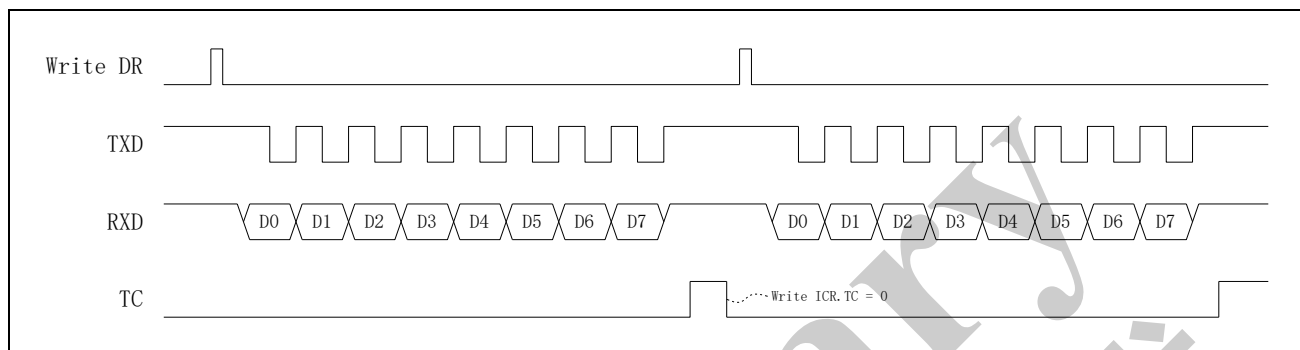 Write DR
TXD
RXD D0 D1 D2 D3 D4 D5 D6 D7 D0 D1 D2 D3 D4 D5 D6 D7
TC Write ICR.TC = 0